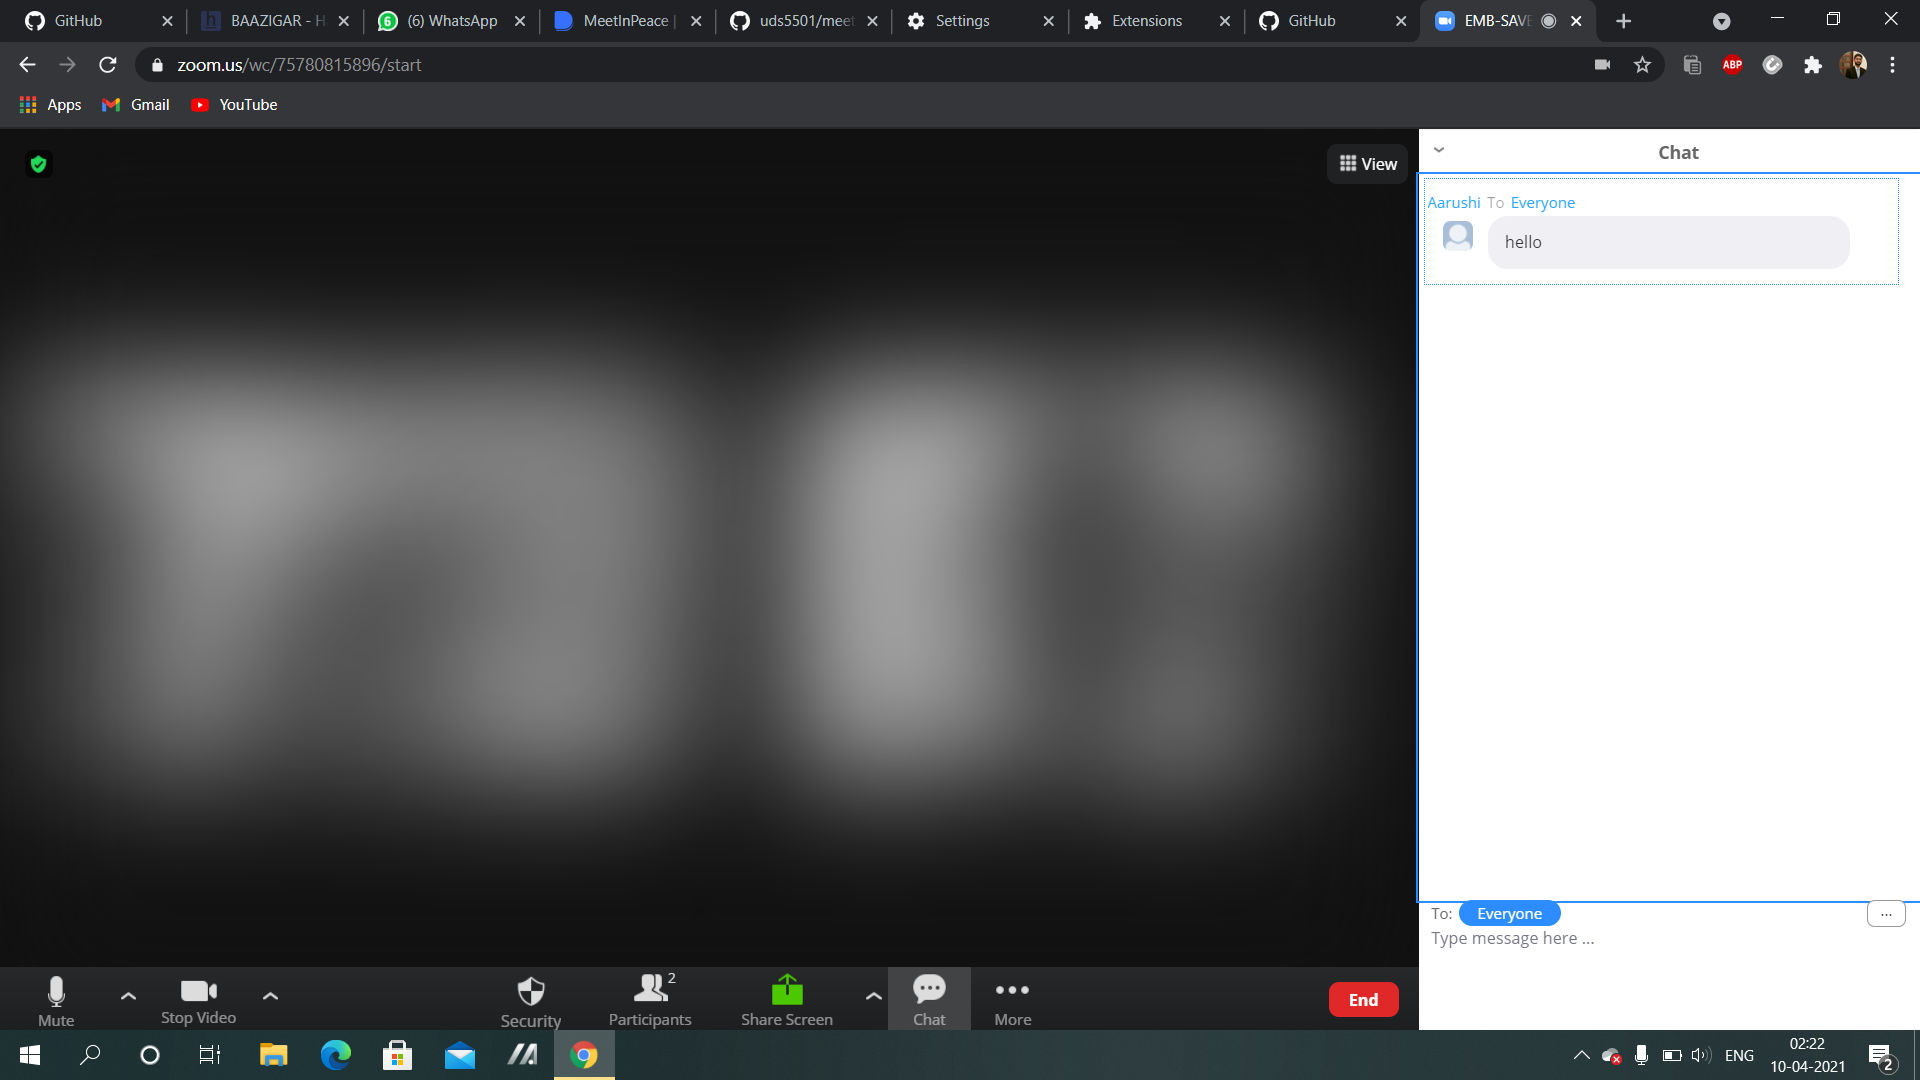 GitHub
BAAZIGAR - H
(6) WhatsApp
MeetInPeace |
uds5501/meet
Settings
Extensions
GitHub
EMB-SAVE
zoom.us/wc/75780815896/start
ABP
Apps
Gmail
YouTube
View
Chat
Aarushi To Everyone
hello
To: Everyone
...
Type message here ...
Mute
Stop Video
Security
2
Participants
Share Screen
Chat
More
End
ENG
02:22
10-04-2021
2